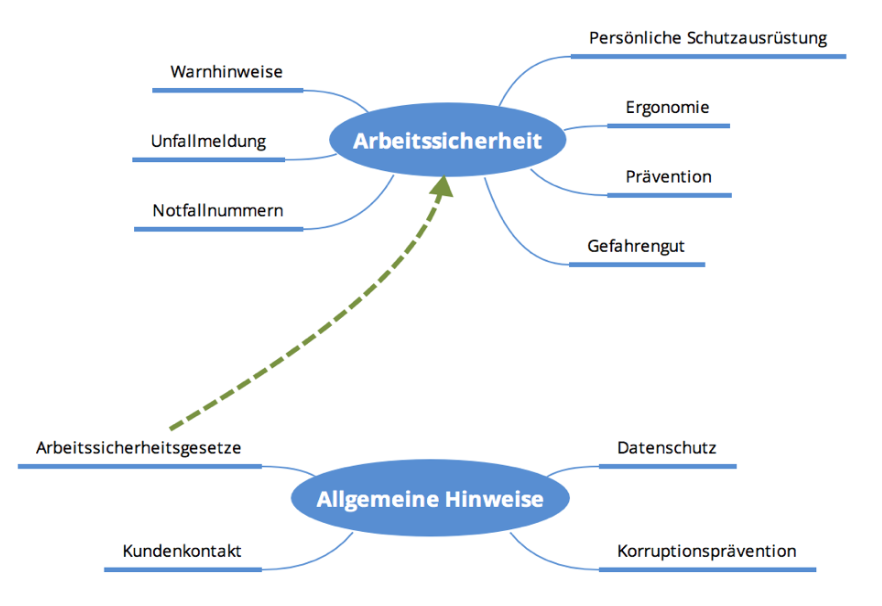 Persönliche Schutzausrüstung
Warnhinweise
Ergonomie
Arbeitssicherheit
Unfallmeldung
Prävention
Notfallnummern
Gefahrengut
Arbeitssicherheitsgesetze
Datenschutz
Allgemeine Hinweise
Kundenkontakt
Korruptionsprävention